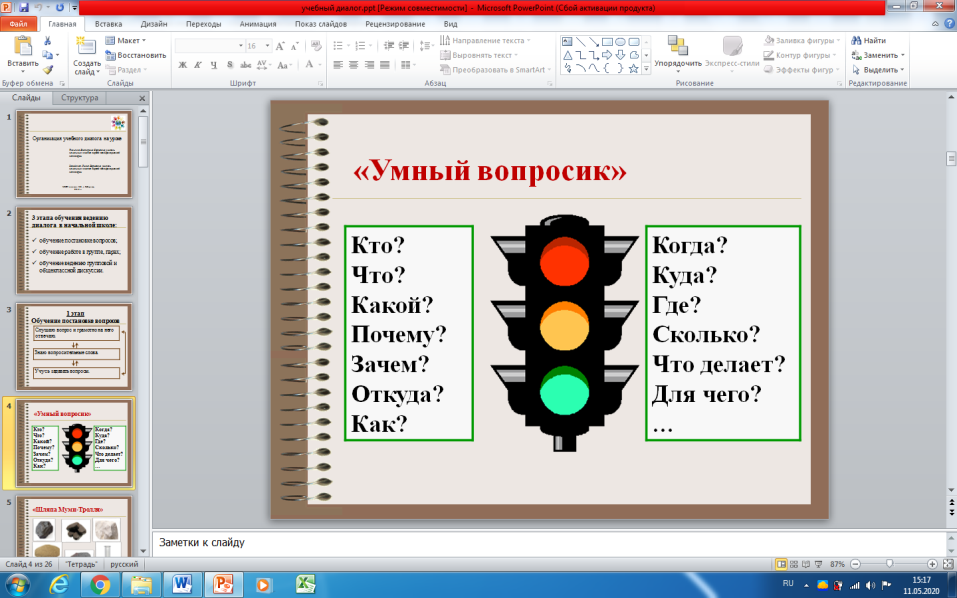 учебный диалог.ppt [Режим совместимости] - Microsoft PowerPoint (Сбой активации продукта)
Файл Главная Вставка Дизайн Переходы Анимация Показ слайдов Рецензирование Вид
Вставить
Буфер обмена
Создать слайд
Макет
Восстановить
Раздел
Слайды
16
Ж К Ч S abc AV Aa A
Шрифт
Направление текста
Выровнять текст
Преобразовать в SmartArt
Абзац
Упорядочить
Экспресс-стили
Заливка фигуры
Контур фигуры
Эффекты фигур
Рисование
Найти
Заменить
Выделить
Редактирование
Слайды Структура
1
Организация учебного диалога на уроке
2
3 этапа обучения ведению
диалога в начальной школе:
обучение постановке вопросов;
обучение работе в группе, парах;
обучение ведению групповой и
общеклассной дискуссии.
3
1 этап
Обучение постановке вопросов
Слушаю вопрос и грамотно на него
отвечаю.
Знаю вопросительные слова.
Учусь задавать вопросы.
4
«Умный вопросик»
Кто?
Что?
Какой?
Почему?
Зачем?
Откуда?
Как?
Когда?
Куда?
Где?
Сколько?
Что делает?
Для чего?
...
5
«Шляпа Муми-Тролля»
«Умный вопросик»
Кто?
Что?
Какой?
Почему?
Зачем?
Откуда?
Как?
Когда?
Куда?
Где?
Сколько?
Что делает?
Для чего?
...
Заметки к слайду
Слайд 4 из 26 "Тетрадь" русский
87%
RU
15:17
11.05.2020